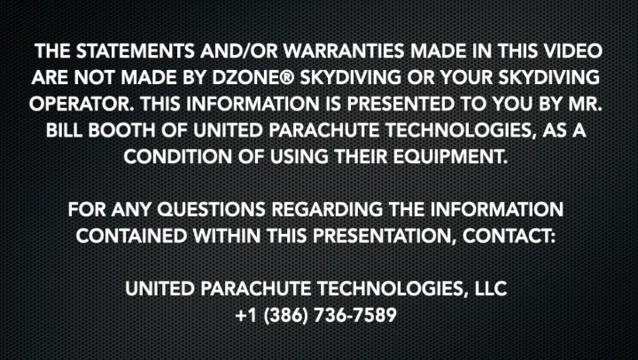 THE STATEMENTS AND/OR WARRANTIES MADE IN THIS VIDEO
ARE NOT MADE BY DZONE® SKYDIVING OR YOUR SKYDIVING
OPERATOR. THIS INFORMATION IS PRESENTED TO YOU BY MR.
BILL BOOTH OF UNITED PARACHUTE TECHNOLOGIES, AS A
CONDITION OF USING THEIR EQUIPMENT.
FOR ANY QUESTIONS REGARDING THE INFORMATION
CONTAINED WITHIN THIS PRESENTATION, CONTACT:
UNITED PARACHUTE TECHNOLOGIES, LLC
+1 (386) 736-7589